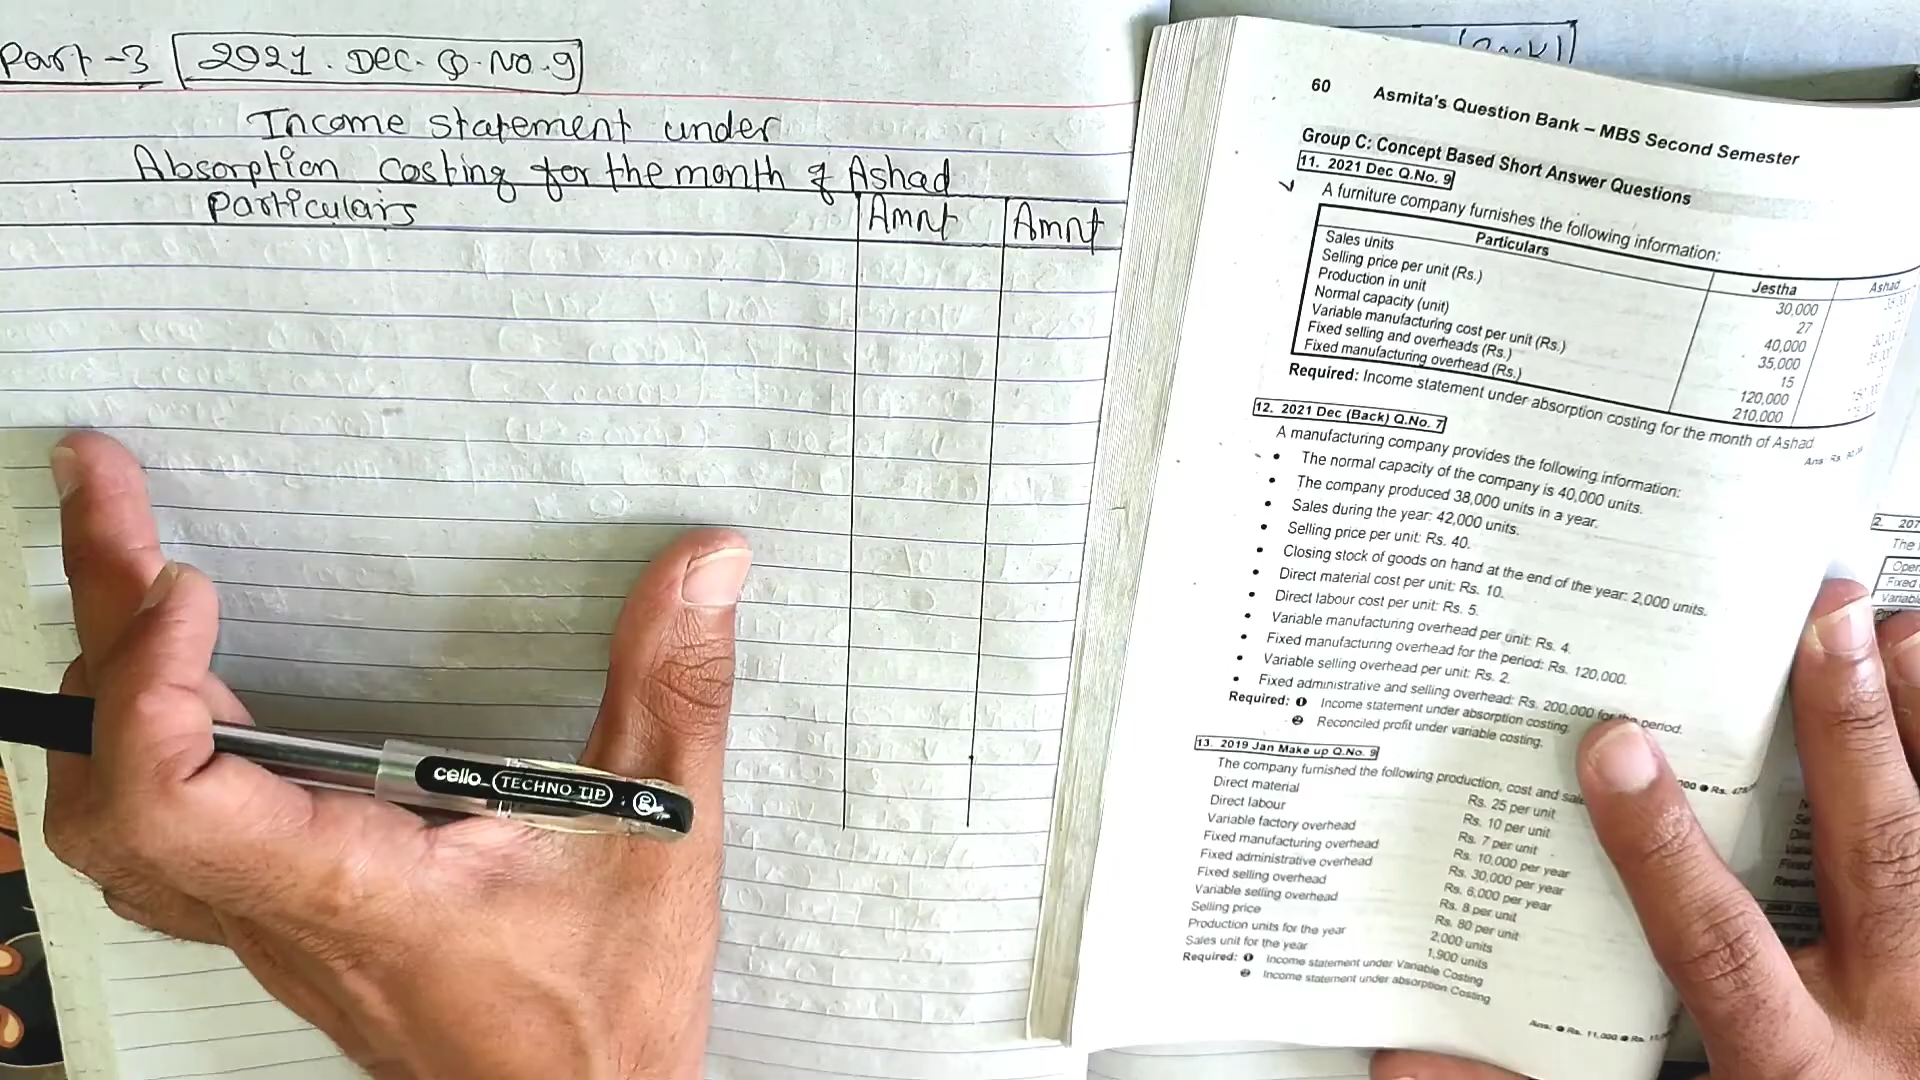 Part-3 2021. Dec. Q. No. 9
Income statement under
Absorption costing for the month of Ashad
Particulars Amnt Amnt
cello TECHNO TIP
60 Asmita's Question Bank – MBS Second Semester
Group C: Concept Based Short Answer Questions
11. 2021 Dec Q.No. 9
A furniture company furnishes the following information:
Particulars Jestha Ashad
Sales units 30,000
Selling price per unit (Rs.) 27
Production in unit 40,000
Normal capacity (unit) 35,000
Variable manufacturing cost per unit (Rs.) 15
Fixed selling and overheads (Rs.) 120,000
Fixed manufacturing overhead (Rs.) 210,000
Required: Income statement under absorption costing for the month of Ashad
12. 2021 Dec (Back) Q.No. 7
A manufacturing company provides the following information:
• The normal capacity of the company is 40,000 units.
• The company produced 38,000 units in a year.
• Sales during the year: 42,000 units.
• Selling price per unit: Rs. 40.
• Closing stock of goods on hand at the end of the year: 2,000 units.
• Direct material cost per unit: Rs. 10.
• Direct labour cost per unit: Rs. 5.
• Variable manufacturing overhead per unit: Rs. 4.
• Fixed manufacturing overhead for the period: Rs. 120,000.
• Variable selling overhead per unit: Rs. 2.
• Fixed administrative and selling overhead: Rs. 200,000 for the period.
Required: ❶ Income statement under absorption costing.
❷ Reconciled profit under variable costing.
13. 2019 Jan Make up Q.No. 9
The company furnished the following production, cost and
Direct material Rs. 25 per unit
Direct labour Rs. 10 per unit
Variable factory overhead Rs. 7 per unit
Fixed manufacturing overhead Rs. 10,000 per year
Fixed administrative overhead Rs. 30,000 per year
Fixed selling overhead Rs. 6,000 per year
Variable selling overhead Rs. 8 per unit
Selling price Rs. 80 per unit
Production units for the year 2,000 units
Sales unit for the year 1,900 units
Required: ❶ Income statement under Variable Costing
❷ Income statement under absorption Costing